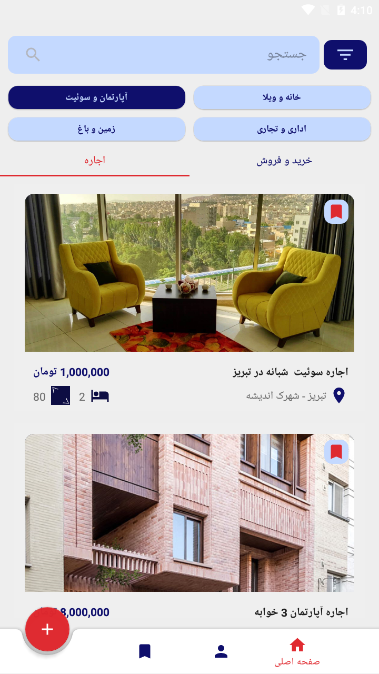 4:10
جستجو
خانه و ویلا
آپارتمان و سوئیت
اداری و تجاری
زمین و باغ
خرید و فروش
اجاره
اجاره سوئیت شبانه در تبریز
1,000,000 تومان
تبریز - شهرک اندیشه
2
80
اجاره آپارتمان 3 خوابه
8,000,000
صفحه اصلی